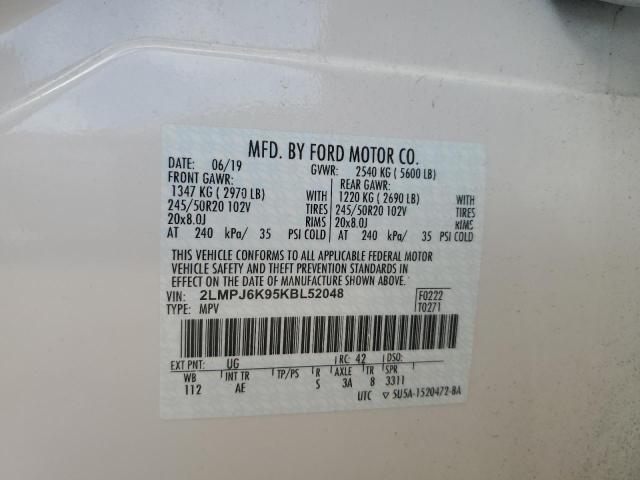 MFD. BY FORD MOTOR CO.
DATE: 06/19 GVWR: 2540 KG ( 5600 LB)
FRONT GAWR: REAR GAWR:
1347 KG ( 2970 LB) WITH 1220 KG ( 2690 LB) WITH
245/50R20 102V TIRES 245/50R20 102V TIRES
20x8.0J RIMS 20x8.0J RIMS
AT 240 kPa/ 35 PSI COLD AT 240 kPa/ 35 PSI COLD
THIS VEHICLE CONFORMS TO ALL APPLICABLE FEDERAL MOTOR
VEHICLE SAFETY AND THEFT PREVENTION STANDARDS IN
EFFECT ON THE DATE OF MANUFACTURE SHOWN ABOVE.
VIN: 2LMPJ6K95KBL52048 F0222
TYPE: MPV T0271
EXT PNT: UG RC: 42 DSO:
WB INT TR TP/PS R AXLE TR SPR
112 AE S 3A 8 3311
UTC ▽ 5U5A-1520472-BA